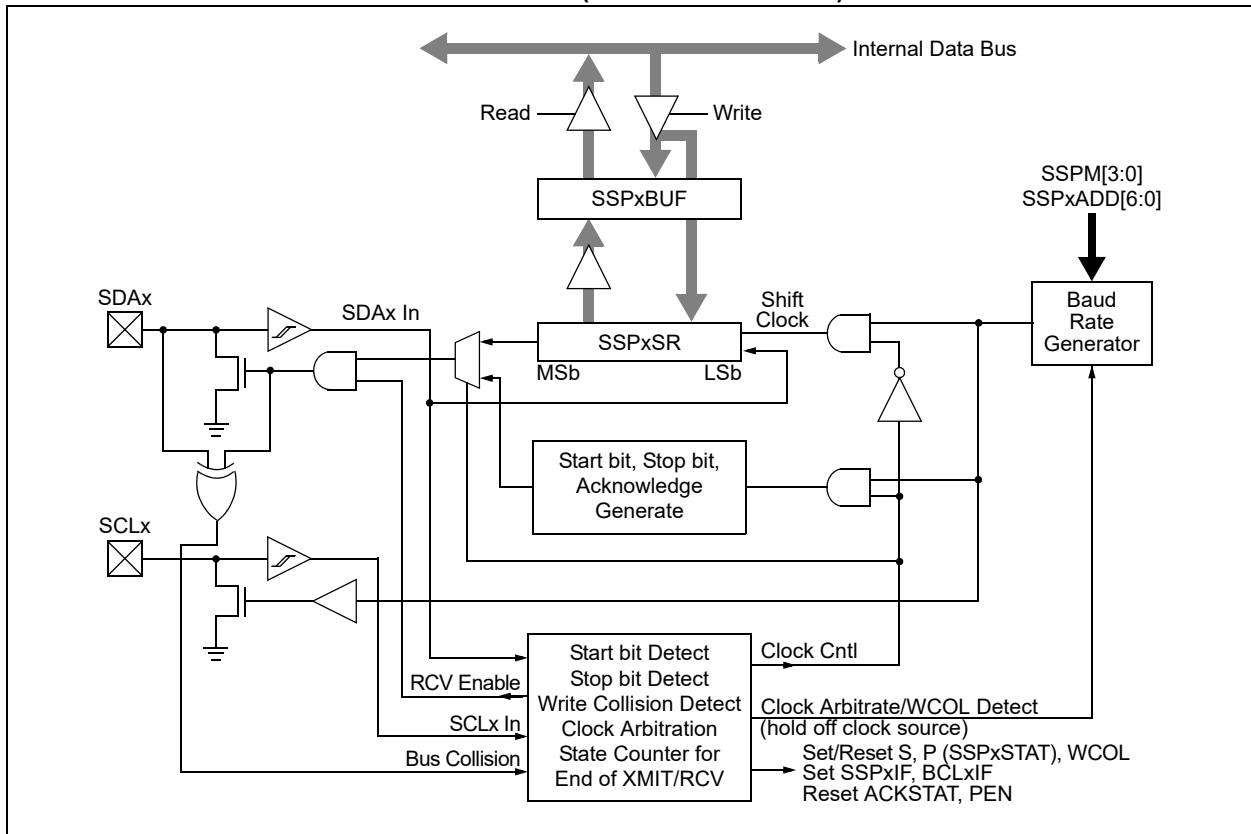 Internal Data Bus
Read
Write
SSPxBUF
SSPM[3:0]
SSPxADD[6:0]
SDAx
SDAx In
Shift
Clock
Baud
Rate
Generator
SSPxSR
MSb
LSb
Start bit, Stop bit,
Acknowledge
Generate
SCLx
Start bit Detect
Stop bit Detect
Write Collision Detect
Clock Arbitration
State Counter for
End of XMIT/RCV
RCV Enable
SCLx In
Bus Collision
Clock Cntl
Clock Arbitrate/WCOL Detect
(hold off clock source)
Set/Reset S, P (SSPxSTAT), WCOL
Set SSPxIF, BCLxIF
Reset ACKSTAT, PEN